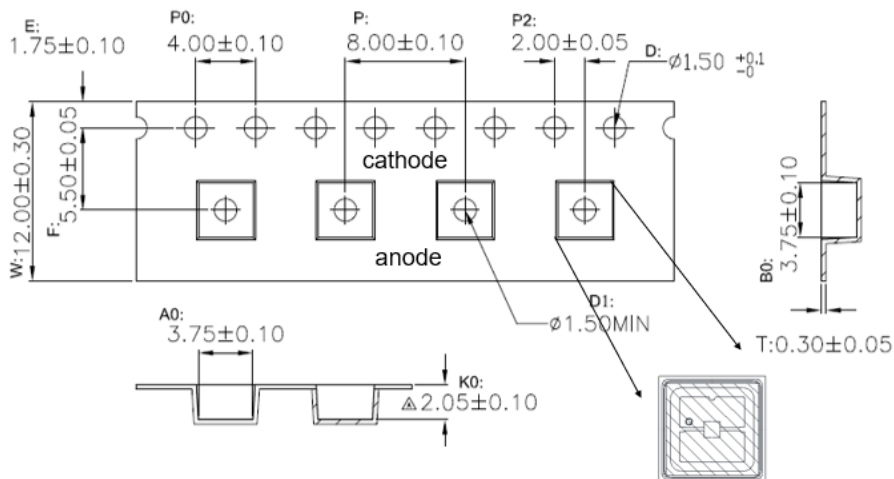 E:
1.75±0.10
P0:
4.00±0.10
P:
8.00±0.10
P2:
2.00±0.05
D:
⌀1.50 +0.1 -0
W:
12.00±0.30
F:
5.50±0.05
cathode
anode
B0:
3.75±0.10
D1:
⌀1.50MIN
A0:
3.75±0.10
T:0.30±0.05
K0:
2.05±0.10